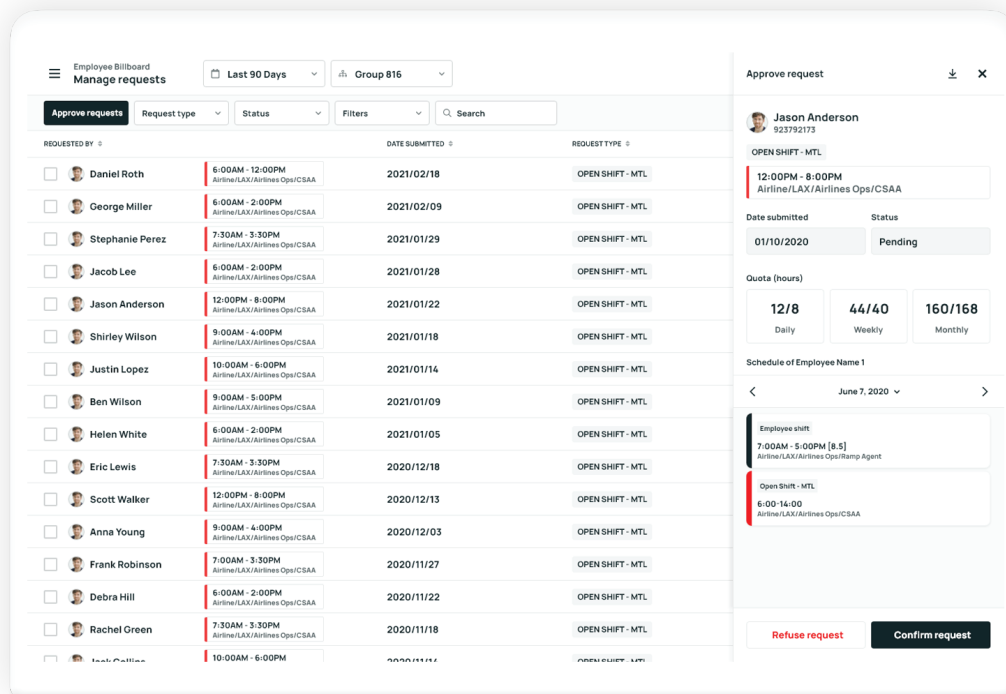 Employee Billboard
Manage requests
Last 90 Days
Group 816
Approve requests
Request type
Status
Filters
Search
REQUESTED BY
DATE SUBMITTED
REQUEST TYPE
Daniel Roth
6:00AM - 12:00PM
Airline/LAX/Airlines Ops/CSAA
2021/02/18
OPEN SHIFT - MTL
George Miller
6:00AM - 2:00PM
Airline/LAX/Airlines Ops/CSAA
2021/02/09
OPEN SHIFT - MTL
Stephanie Perez
7:30AM - 3:30PM
Airline/LAX/Airlines Ops/CSAA
2021/01/29
OPEN SHIFT - MTL
Jacob Lee
6:00AM - 2:00PM
Airline/LAX/Airlines Ops/CSAA
2021/01/28
OPEN SHIFT - MTL
Jason Anderson
12:00PM - 8:00PM
Airline/LAX/Airlines Ops/CSAA
2021/01/22
OPEN SHIFT - MTL
Shirley Wilson
9:00AM - 4:00PM
Airline/LAX/Airlines Ops/CSAA
2021/01/18
OPEN SHIFT - MTL
Justin Lopez
10:00AM - 6:00PM
Airline/LAX/Airlines Ops/CSAA
2021/01/14
OPEN SHIFT - MTL
Ben Wilson
9:00AM - 5:00PM
Airline/LAX/Airlines Ops/CSAA
2021/01/09
OPEN SHIFT - MTL
Helen White
6:00AM - 2:00PM
Airline/LAX/Airlines Ops/CSAA
2021/01/05
OPEN SHIFT - MTL
Eric Lewis
7:30AM - 3:30PM
Airline/LAX/Airlines Ops/CSAA
2020/12/18
OPEN SHIFT - MTL
Scott Walker
12:00PM - 8:00PM
Airline/LAX/Airlines Ops/CSAA
2020/12/13
OPEN SHIFT - MTL
Anna Young
9:00AM - 4:00PM
Airline/LAX/Airlines Ops/CSAA
2020/12/03
OPEN SHIFT - MTL
Frank Robinson
7:00AM - 3:30PM
Airline/LAX/Airlines Ops/CSAA
2020/11/27
OPEN SHIFT - MTL
Debra Hill
6:00AM - 2:00PM
Airline/LAX/Airlines Ops/CSAA
2020/11/22
OPEN SHIFT - MTL
Rachel Green
7:30AM - 3:30PM
Airline/LAX/Airlines Ops/CSAA
2020/11/18
OPEN SHIFT - MTL
Jack Collins
10:00AM - 6:00PM
2020/11/14
OPEN SHIFT - MTL
Approve request
Jason Anderson
923792173
OPEN SHIFT - MTL
12:00PM - 8:00PM
Airline/LAX/Airlines Ops/CSAA
Date submitted
Status
01/10/2020
Pending
Quota (hours)
12/8
Daily
44/40
Weekly
160/168
Monthly
Schedule of Employee Name 1
June 7, 2020
Employee shift
7:00AM - 5:00PM [8.5]
Airline/LAX/Airlines Ops/Ramp Agent
Open Shift - MTL
6:00-14:00
Airline/LAX/Airlines Ops/CSAA
Refuse request
Confirm request